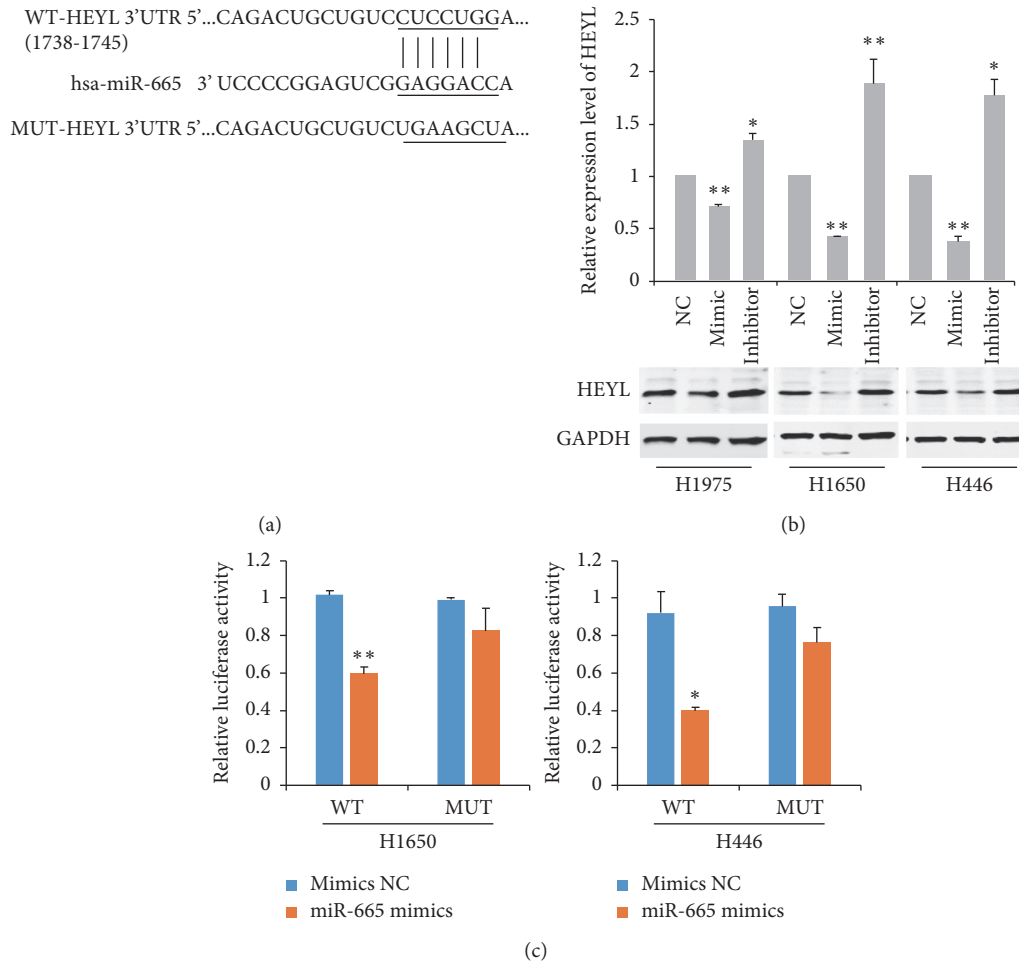 WT-HEYL 3’UTR 5’...CAGACUGCUGUCCUCCUGGA...
(1738-1745)
hsa-miR-665 3’ UCCCCGGAGUCGGAGGACCA
MUT-HEYL 3’UTR 5’...CAGACUGCUGUCUGAAGCUA...
(a)
Relative expression level of HEYL
2.5
2
1.5
1
0.5
0
** * ** ** ** *
NC Mimic Inhibitor NC Mimic Inhibitor NC Mimic Inhibitor
HEYL
GAPDH
H1975 H1650 H446
(b)
Relative luciferase activity
1.2
1
0.8
0.6
0.4
0.2
0
**
WT MUT
H1650
Mimics NC
miR-665 mimics
Relative luciferase activity
1.2
1
0.8
0.6
0.4
0.2
0
*
WT MUT
H446
Mimics NC
miR-665 mimics
(c)